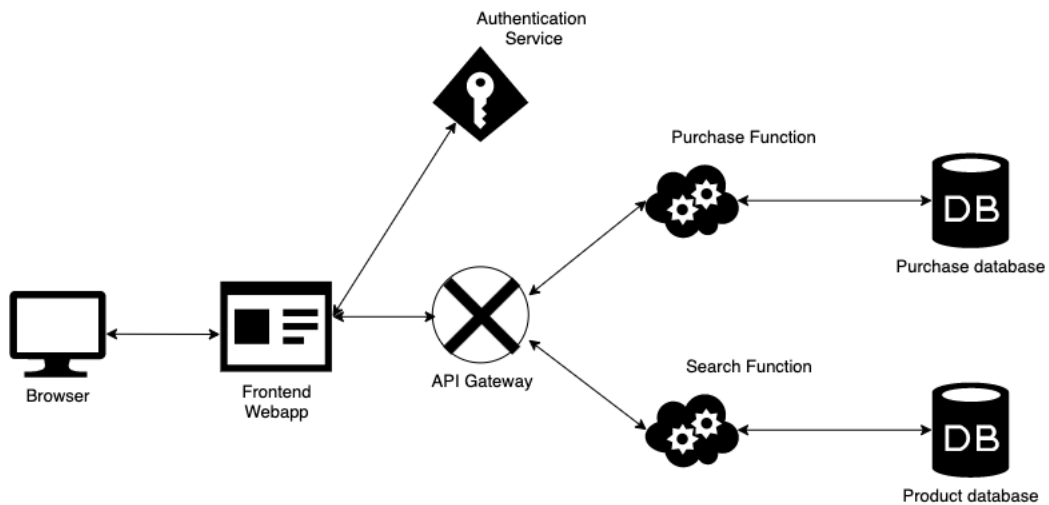 Authentication
Service
Purchase Function
DB
Purchase database
Browser
Frontend
Webapp
API Gateway
Search Function
DB
Product database